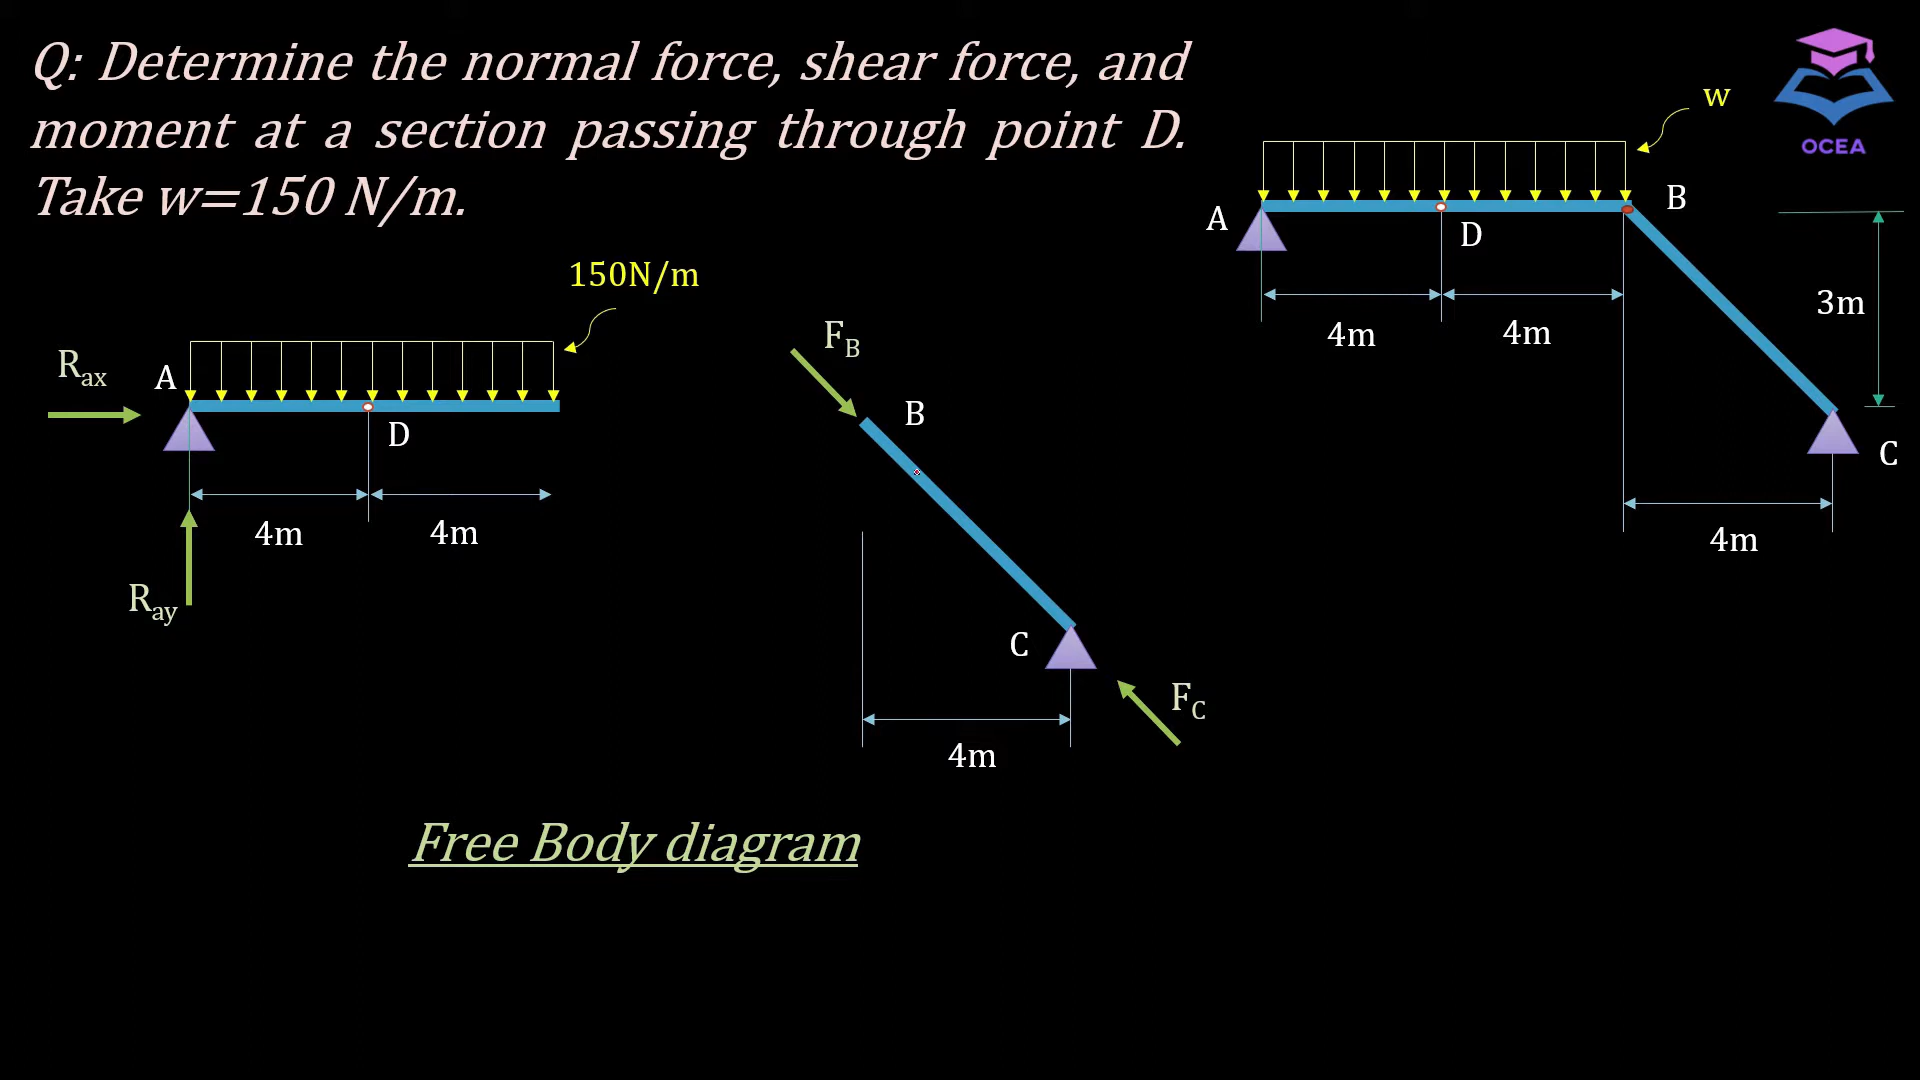 Q: Determine the normal force, shear force, and
moment at a section passing through point D.
Take w=150 N/m.
OCEA
w
A
B
D
4m
4m
3m
C
4m
150N/m
Rax
A
D
4m
4m
Ray
FB
B
C
FC
4m
Free Body diagram